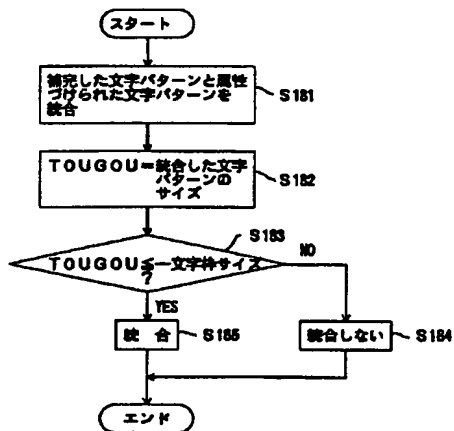 スタート
補充した文字パターンと属性
づけられた文字パターンを
統合
S181
TOUGOU=統合した文字
パターンの
サイズ
S182
S183
TOUGOU≦一文字枠サイズ
?
NO
YES
統 合
S185
統合しない
S184
エンド